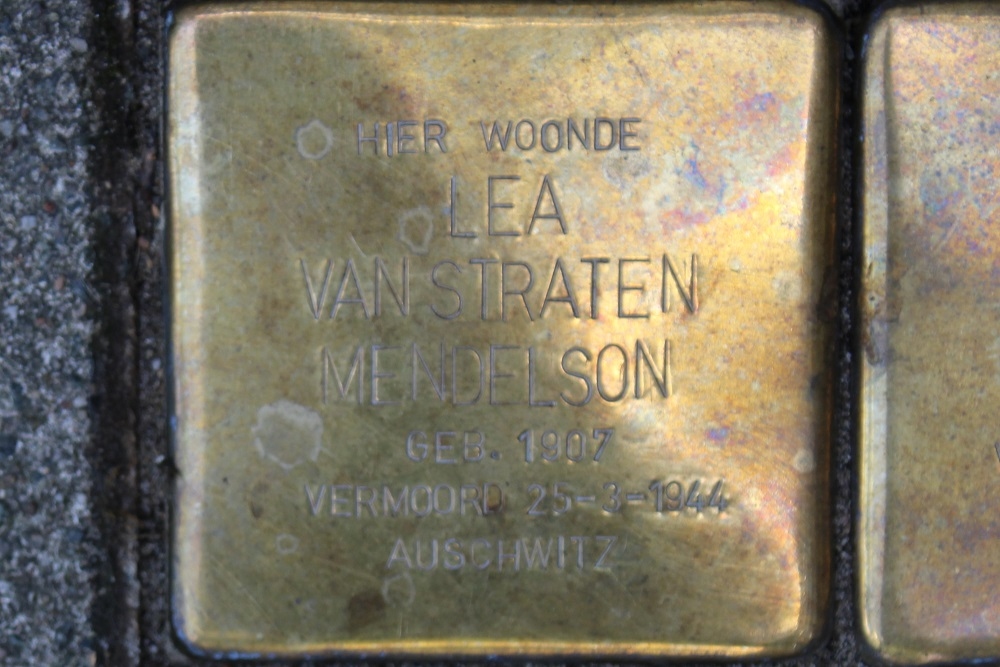 HIER WOONDE
LEA
VAN STRATEN
MENDELSON
GEB. 1907
VERMOORD 25-3-1944
AUSCHWITZ